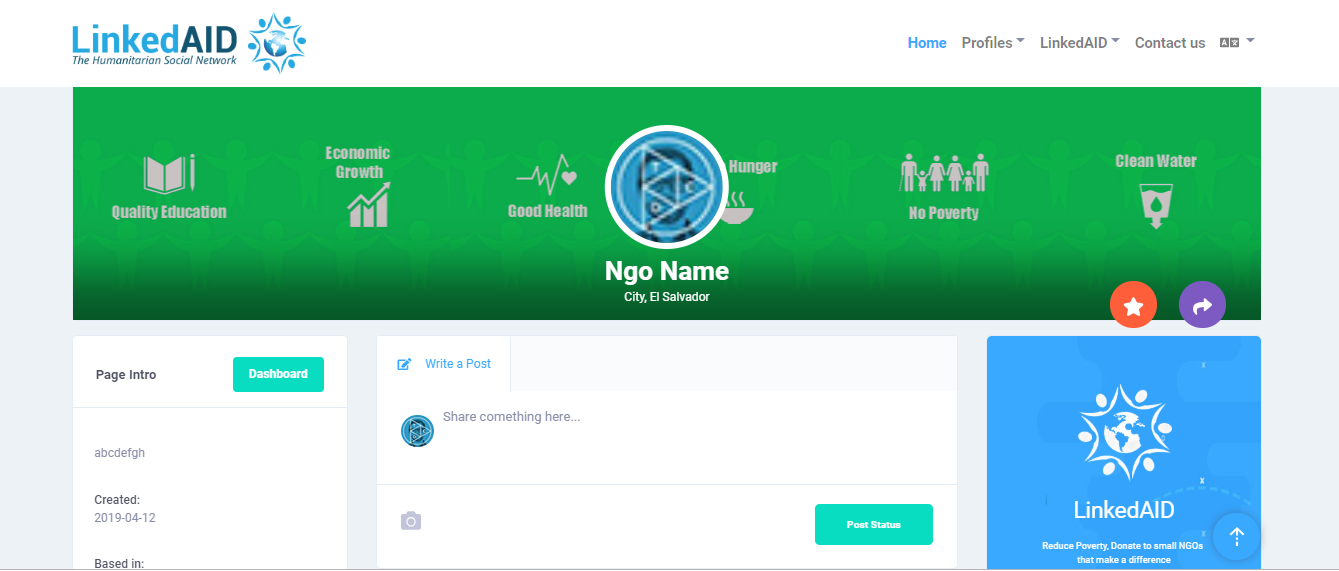 LinkedAID
The Humanitarian Social Network
Home Profiles LinkedAID Contact us
Quality Education
Economic
Growth
Good Health
Hunger
No Poverty
Clean Water
Ngo Name
City, El Salvador
Page Intro
Dashboard
abcdefgh
Created:
2019-04-12
Based in:
Write a Post
Share comething here...
Post Status
LinkedAID
Reduce Poverty, Donate to small NGOs
that make a difference